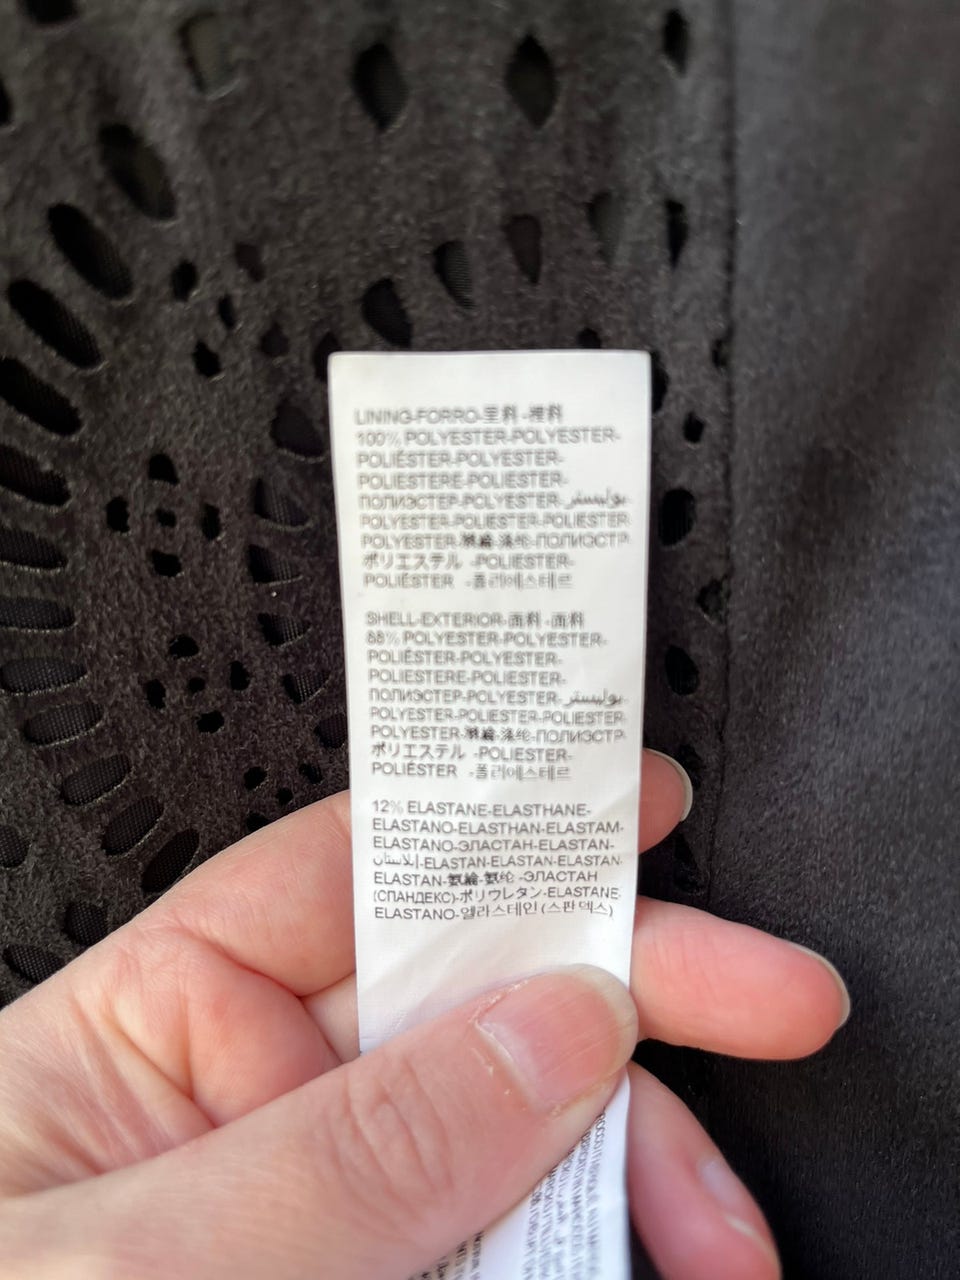 LINING-FORRO-里料 -裡料
100% POLYESTER-POLYESTER-
POLIÉSTER-POLYESTER-
POLIESTERE-POLIESTER-
ПОЛИЭСТЕР-POLYESTER-بوليستر-
POLYESTER-POLIESTER-POLIESTER
POLYESTER-聚酯-涤纶-ПОЛИЭСТР
ポリエステル -POLIESTER-
POLIÉSTER -폴리에스테르
SHELL-EXTERIOR-面料 -面料
88% POLYESTER-POLYESTER-
POLIÉSTER-POLYESTER-
POLIESTERE-POLIESTER-
ПОЛИЭСТЕР-POLYESTER-بوليستر-
POLYESTER-POLIESTER-POLIESTER
POLYESTER-聚酯-涤纶-ПОЛИЭСТР
ポリエステル -POLIESTER-
POLIÉSTER -폴리에스테르
12% ELASTANE-ELASTHANE-
ELASTANO-ELASTHAN-ELASTAM-
ELASTANO-ЭЛАСТАН-ELASTAN-
إيلاستان-ELASTAN-ELASTAN-ELASTAN-
ELASTAN-氨綸-氨纶 -ЭЛАСТАН
(СПАНДЕКС)-ポリウレタン-ELASTANE,
ELASTANO-엘라스테인 (스판덱스)